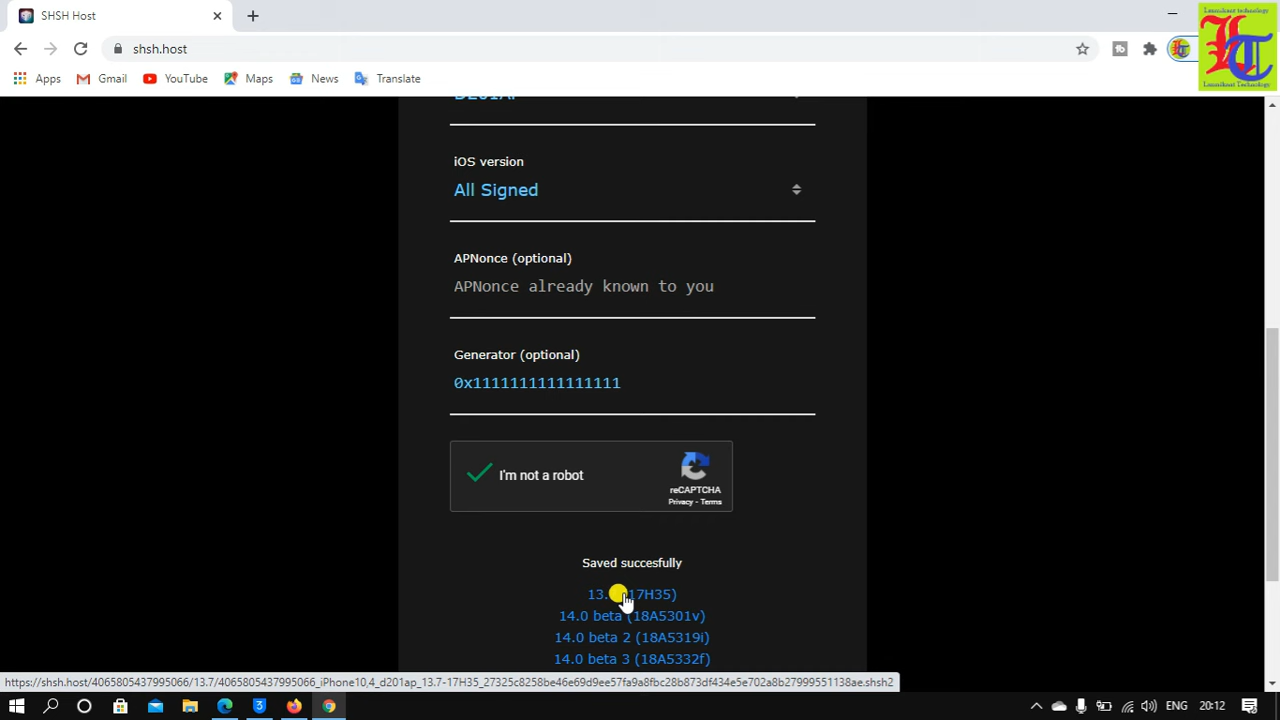 SHSH Host
shsh.host
Apps Gmail YouTube Maps News Translate
Lusnikant technology
LT
iOS version
All Signed
APNonce (optional)
APNonce already known to you
Generator (optional)
0x1111111111111111
I'm not a robot
reCAPTCHA
Privacy - Terms
Saved succesfully
14.0 beta (18A5301v)
14.0 beta 2 (18A5319i)
14.0 beta 3 (18A5332f)
https://shsh.host/4065805437995066/13.7/4065805437995066_iPhone10,4_d201ap_13.7-17H35_27325c8258be46e69d9ee57fa9a8fbc28b873df434e5e702a8b27999551138ae.shsh2
ENG 20:12